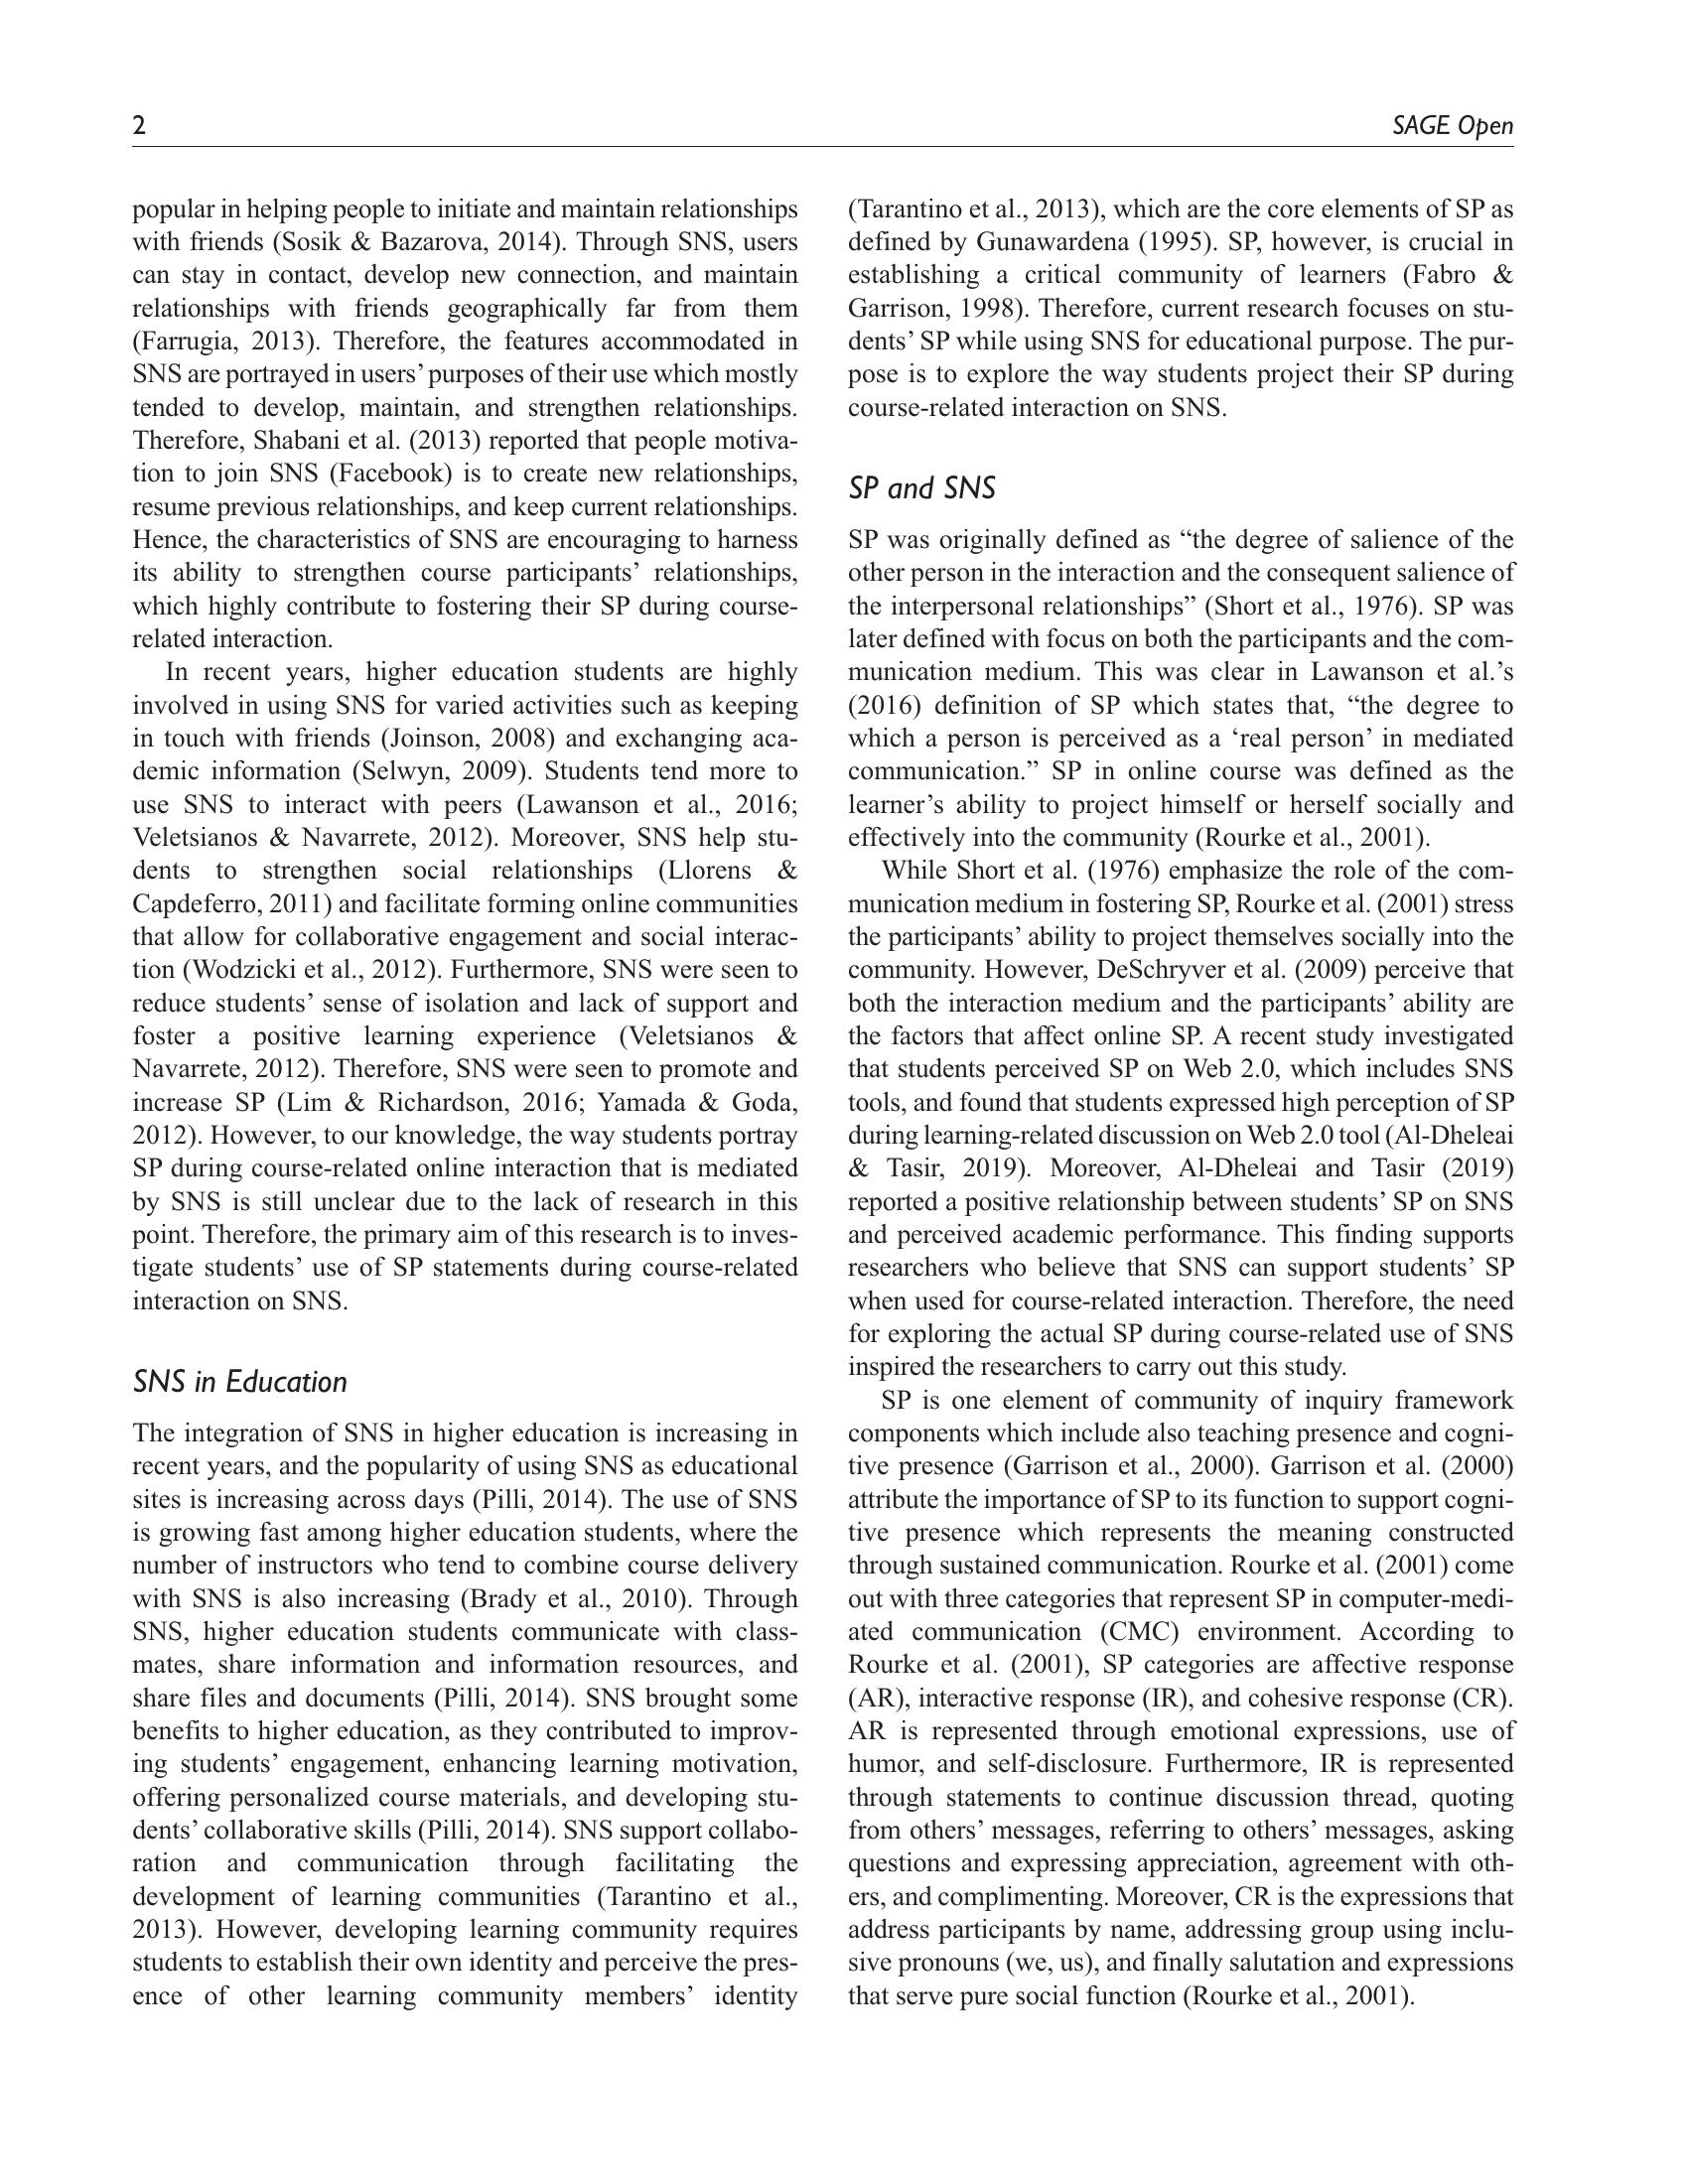 2
SAGE Open
popular in helping people to initiate and maintain relationships
with friends (Sosik & Bazarova, 2014). Through SNS, users
can stay in contact, develop new connection, and maintain
relationships with friends geographically far from them
(Farrugia, 2013). Therefore, the features accommodated in
SNS are portrayed in users’ purposes of their use which mostly
tended to develop, maintain, and strengthen relationships.
Therefore, Shabani et al. (2013) reported that people motiva-
tion to join SNS (Facebook) is to create new relationships,
resume previous relationships, and keep current relationships.
Hence, the characteristics of SNS are encouraging to harness
its ability to strengthen course participants’ relationships,
which highly contribute to fostering their SP during course-
related interaction.
In recent years, higher education students are highly
involved in using SNS for varied activities such as keeping
in touch with friends (Joinson, 2008) and exchanging aca-
demic information (Selwyn, 2009). Students tend more to
use SNS to interact with peers (Lawanson et al., 2016;
Veletsianos & Navarrete, 2012). Moreover, SNS help stu-
dents to strengthen social relationships (Llorens &
Capdeferro, 2011) and facilitate forming online communities
that allow for collaborative engagement and social interac-
tion (Wodzicki et al., 2012). Furthermore, SNS were seen to
reduce students’ sense of isolation and lack of support and
foster a positive learning experience (Veletsianos &
Navarrete, 2012). Therefore, SNS were seen to promote and
increase SP (Lim & Richardson, 2016; Yamada & Goda,
2012). However, to our knowledge, the way students portray
SP during course-related online interaction that is mediated
by SNS is still unclear due to the lack of research in this
point. Therefore, the primary aim of this research is to inves-
tigate students’ use of SP statements during course-related
interaction on SNS.
SNS in Education
The integration of SNS in higher education is increasing in
recent years, and the popularity of using SNS as educational
sites is increasing across days (Pilli, 2014). The use of SNS
is growing fast among higher education students, where the
number of instructors who tend to combine course delivery
with SNS is also increasing (Brady et al., 2010). Through
SNS, higher education students communicate with class-
mates, share information and information resources, and
share files and documents (Pilli, 2014). SNS brought some
benefits to higher education, as they contributed to improv-
ing students’ engagement, enhancing learning motivation,
offering personalized course materials, and developing stu-
dents’ collaborative skills (Pilli, 2014). SNS support collabo-
ration and communication through facilitating the
development of learning communities (Tarantino et al.,
2013). However, developing learning community requires
students to establish their own identity and perceive the pres-
ence of other learning community members’ identity
(Tarantino et al., 2013), which are the core elements of SP as
defined by Gunawardena (1995). SP, however, is crucial in
establishing a critical community of learners (Fabro &
Garrison, 1998). Therefore, current research focuses on stu-
dents’ SP while using SNS for educational purpose. The pur-
pose is to explore the way students project their SP during
course-related interaction on SNS.
SP and SNS
SP was originally defined as “the degree of salience of the
other person in the interaction and the consequent salience of
the interpersonal relationships” (Short et al., 1976). SP was
later defined with focus on both the participants and the com-
munication medium. This was clear in Lawanson et al.’s
(2016) definition of SP which states that, “the degree to
which a person is perceived as a ‘real person’ in mediated
communication.” SP in online course was defined as the
learner’s ability to project himself or herself socially and
effectively into the community (Rourke et al., 2001).
While Short et al. (1976) emphasize the role of the com-
munication medium in fostering SP, Rourke et al. (2001) stress
the participants’ ability to project themselves socially into the
community. However, DeSchryver et al. (2009) perceive that
both the interaction medium and the participants’ ability are
the factors that affect online SP. A recent study investigated
that students perceived SP on Web 2.0, which includes SNS
tools, and found that students expressed high perception of SP
during learning-related discussion on Web 2.0 tool (Al-Dheleai
& Tasir, 2019). Moreover, Al-Dheleai and Tasir (2019)
reported a positive relationship between students’ SP on SNS
and perceived academic performance. This finding supports
researchers who believe that SNS can support students’ SP
when used for course-related interaction. Therefore, the need
for exploring the actual SP during course-related use of SNS
inspired the researchers to carry out this study.
SP is one element of community of inquiry framework
components which include also teaching presence and cogni-
tive presence (Garrison et al., 2000). Garrison et al. (2000)
attribute the importance of SP to its function to support cogni-
tive presence which represents the meaning constructed
through sustained communication. Rourke et al. (2001) come
out with three categories that represent SP in computer-medi-
ated communication (CMC) environment. According to
Rourke et al. (2001), SP categories are affective response
(AR), interactive response (IR), and cohesive response (CR).
AR is represented through emotional expressions, use of
humor, and self-disclosure. Furthermore, IR is represented
through statements to continue discussion thread, quoting
from others’ messages, referring to others’ messages, asking
questions and expressing appreciation, agreement with oth-
ers, and complimenting. Moreover, CR is the expressions that
address participants by name, addressing group using inclu-
sive pronouns (we, us), and finally salutation and expressions
that serve pure social function (Rourke et al., 2001).